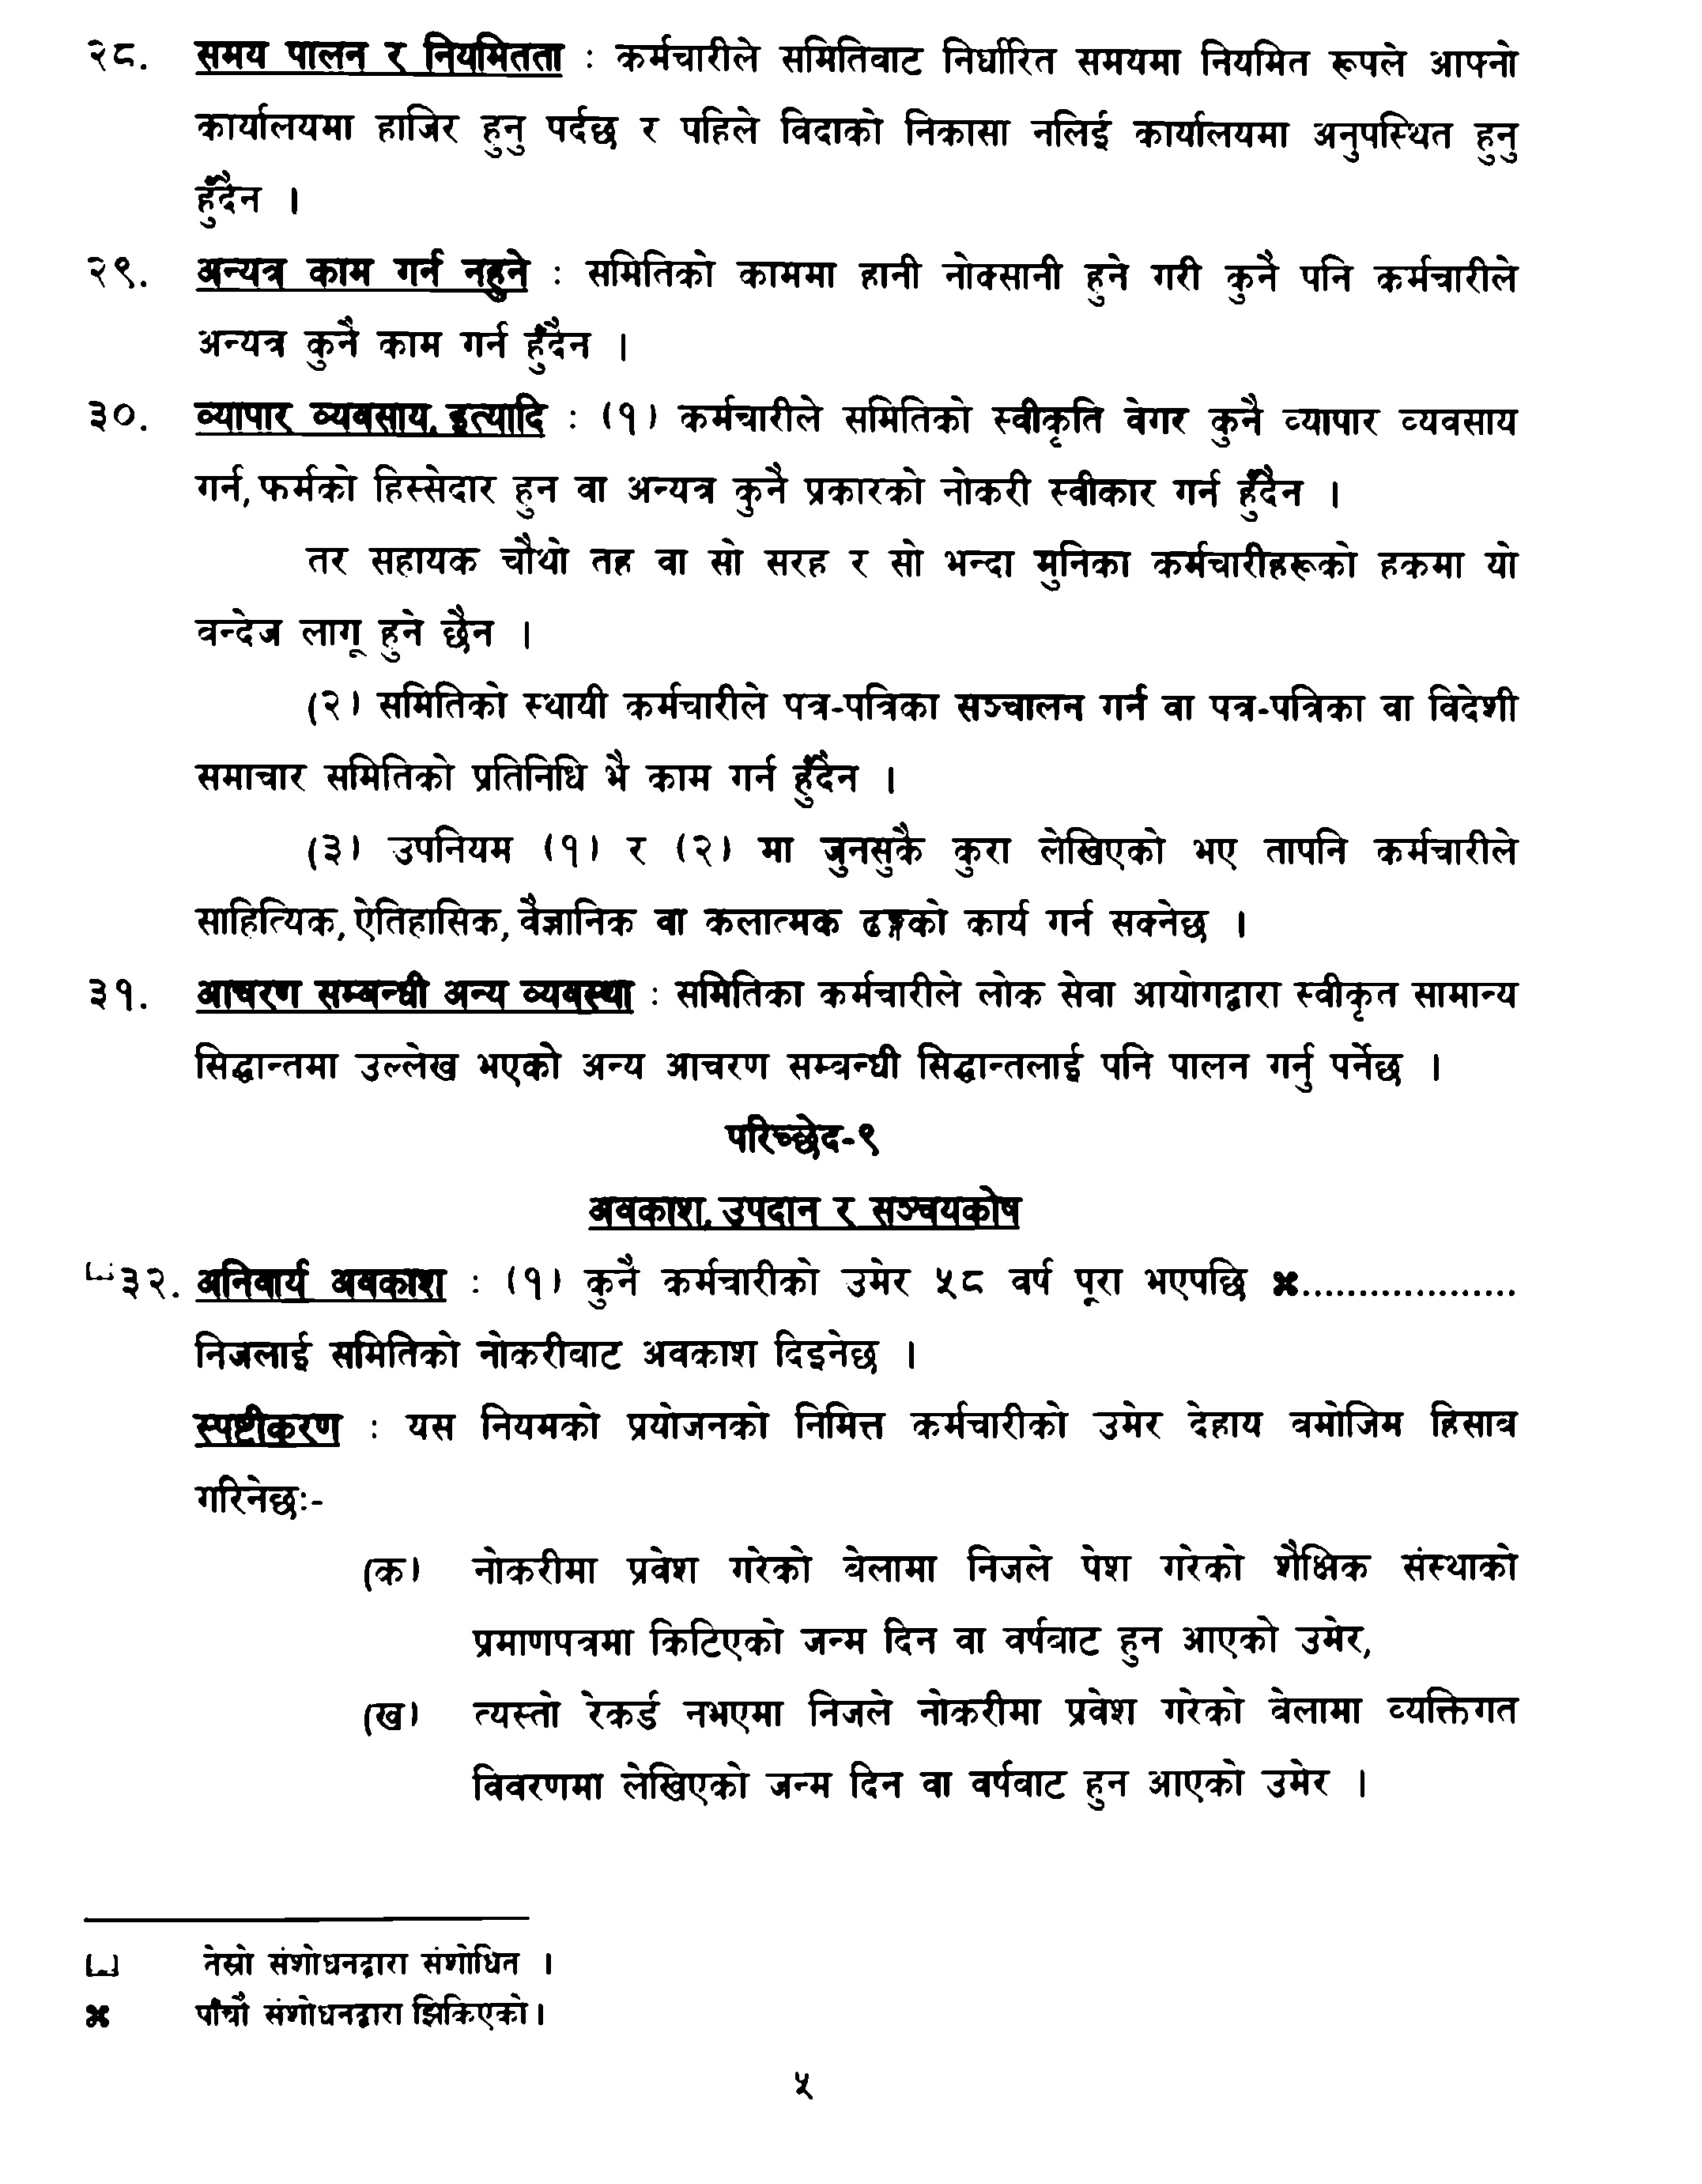 २८. समय पालन र नियमितता : कर्मचारीले समितिबाट निर्धारित समयमा नियमित रूपले आफ्नो
कार्यालयमा हाजिर हुनु पर्दछ र पहिले विदाको निकासा नलिई कार्यालयमा अनुपस्थित हुनु
हुँदैन ।
२९. अन्यत्र काम गर्न नहुने : समितिको काममा हानी नोक्सानी हुने गरी कुनै पनि कर्मचारीले
अन्यत्र कुनै काम गर्न हुँदैन ।
३०. व्यापार व्यवसाय, इत्यादि : (१) कर्मचारीले समितिको स्वीकृति वेगर कुनै व्यापार व्यवसाय
गर्न, फर्मको हिस्सेदार हुन वा अन्यत्र कुनै प्रकारको नोकरी स्वीकार गर्न हुँदैन ।
तर सहायक चौथो तह वा सो सरह र सो भन्दा मुनिका कर्मचारीहरूको हकमा यो
वन्देज लागू हुने छैन ।
(२) समितिको स्थायी कर्मचारीले पत्र-पत्रिका सञ्चालन गर्न वा पत्र-पत्रिका वा विदेशी
समाचार समितिको प्रतिनिधि भै काम गर्न हुँदैन ।
(३) उपनियम (१) र (२) मा जुनसुकै कुरा लेखिएको भए तापनि कर्मचारीले
साहित्यिक, ऐतिहासिक, वैज्ञानिक वा कलात्मक ढङ्गको कार्य गर्न सक्नेछ ।
३१. आचरण सम्बन्धी अन्य व्यवस्था : समितिका कर्मचारीले लोक सेवा आयोगद्वारा स्वीकृत सामान्य
सिद्धान्तमा उल्लेख भएको अन्य आचरण सम्बन्धी सिद्धान्तलाई पनि पालन गर्नु पर्नेछ ।
परिच्छेद-९
अवकाश, उपदान र सञ्चयकोष
⊔३२. अनिवार्य अवकाश : (१) कुनै कर्मचारीको उमेर ५८ वर्ष पूरा भएपछि ✖....................
निजलाई समितिको नोकरीबाट अवकाश दिइनेछ ।
स्पष्टीकरण : यस नियमको प्रयोजनको निमित्त कर्मचारीको उमेर देहाय बमोजिम हिसाब
गरिनेछः-
(क) नोकरीमा प्रवेश गरेको बेलामा निजले पेश गरेको शैक्षिक संस्थाको
प्रमाणपत्रमा किटिएको जन्म दिन वा वर्षबाट हुन आएको उमेर,
(ख) त्यस्तो रेकर्ड नभएमा निजले नोकरीमा प्रवेश गरेको बेलामा व्यक्तिगत
विवरणमा लेखिएको जन्म दिन वा वर्षबाट हुन आएको उमेर ।
⊔ तेस्रो संशोधनद्वारा संशोधित ।
✖ पाँचौं संशोधनद्वारा झिकिएको।
५